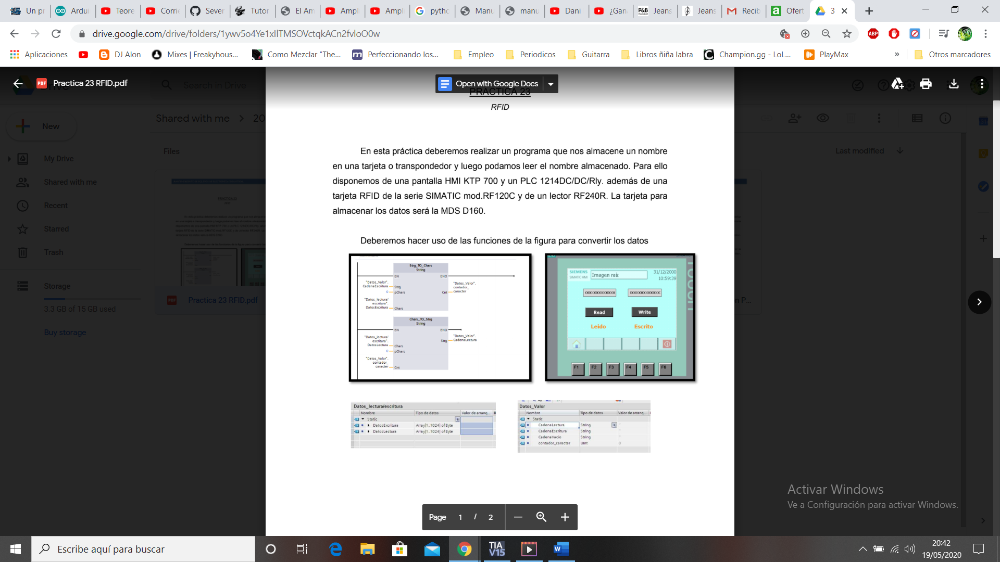 Un pr
Ardui
Teore
Corrie
Sever
Tutor
El Am
Ampl
Ampl
pytho
Manu
manu
Dani
¿Gan
P&B Jeans
Jeans
Recib
Ofert
3
drive.google.com/drive/folders/1ywv5o4Ye1xIlTMSOVctqkACn2fvloO0w
ABP
Aplicaciones
DJ Alon
Mixes | Freakyhous...
Como Mezclar "The...
Perfeccionando los...
Empleo
Periodicos
Guitarra
Libros ñiña labra
Champion.gg - LoL...
PlayMax
»
Otros marcadores
PDF Practica 23 RFID.pdf
Search in Drive
Open with Google Docs
Shared with me > 20
New
Files
Last modified
My Drive
Shared with me
Recent
Starred
Trash
Storage
3.3 GB of 15 GB used
Buy storage
Practica 23 RFID.pdf
PRACTICA 23
RFID
En esta práctica deberemos realizar un programa que nos almacene un nombre
en una tarjeta o transpondedor y luego podamos leer el nombre almacenado. Para ello
disponemos de una pantalla HMI KTP 700 y un PLC 1214DC/DC/Rly. además de una
tarjeta RFID de la serie SIMATIC mod.RF120C y de un lector RF240R. La tarjeta para
almacenar los datos será la MDS D160.
Deberemos hacer uso de las funciones de la figura para convertir los datos
Strg_TO_Chars
String
EN
ENO
"Datos_Valor".
CadenaEscritura
Strg
0
pChars
"Datos_lectura/
escritura".
DatosEscritura
Chars
"Datos_Valor".
contador_
caracter
Cnt
Chars_TO_Strg
String
EN
ENO
"Datos_lectura/
escritura".
DatosLectura
Chars
0
pChars
"Datos_Valor".
contador_
caracter
Cnt
Strg
"Datos_Valor".
CadenaLectura
SIEMENS
SIMATIC HMI
Imagen raíz
31/12/2000
10:59:39
TOUCH
Read
Write
Leido
Escrito
F1
F2
F3
F4
F5
F6
Datos_lectura/escritura
Nombre
Tipo de datos
Valor de arranq...
Static
DatosEscritura
Array[1..1024] of Byte
DatosLectura
Array[1..1024] of Byte
Datos_Valor
Nombre
Tipo de datos
Valor de arranq...
Static
CadenaLectura
String
''
CadenaEscritura
String
''
CadenaVacio
String
''
contador_caracter
UInt
0
Page 1 / 2
Activar Windows
Ve a Configuración para activar Windows.
Escribe aquí para buscar
TIA
V15
20:42
19/05/2020